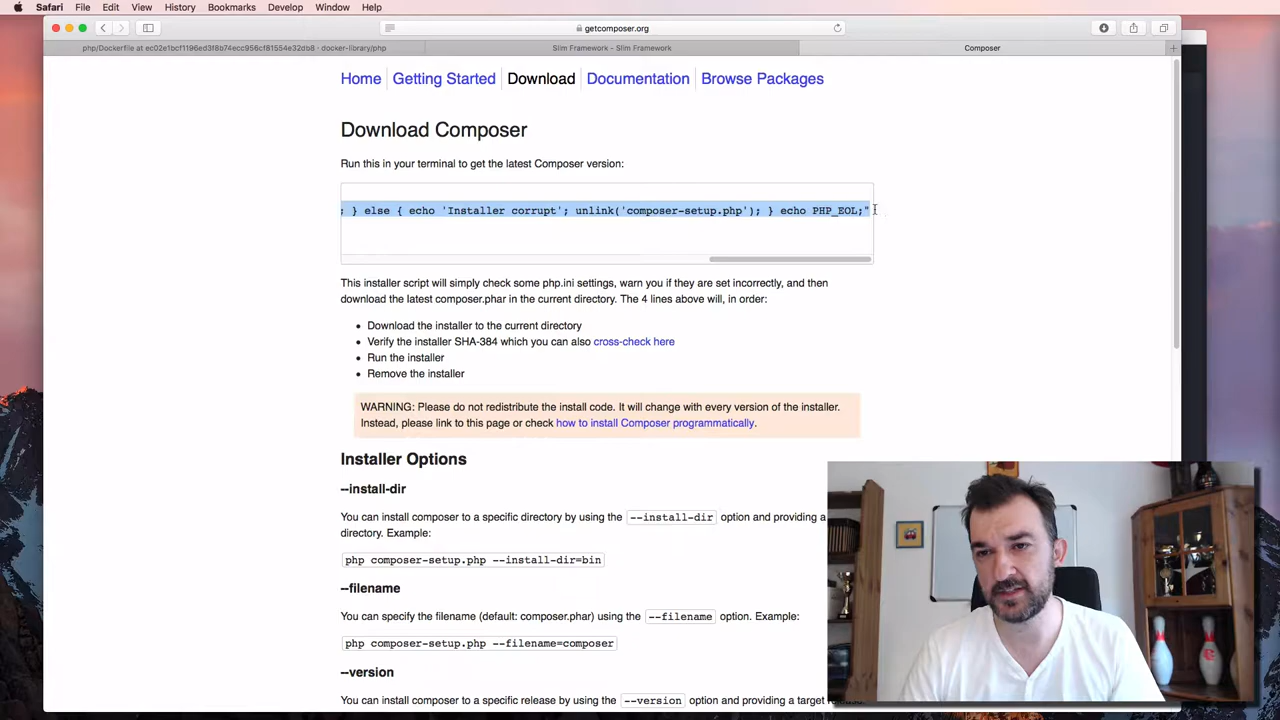 Safari File Edit View History Bookmarks Develop Window Help
getcomposer.org
php/Dockerfile at ec02e1bcf1196ed3f8b74ecc956cf81554e32db8 · docker-library/php
Slim Framework - Slim Framework
Composer
Home Getting Started Download Documentation Browse Packages
Download Composer
Run this in your terminal to get the latest Composer version:
; } else { echo 'Installer corrupt'; unlink('composer-setup.php'); } echo PHP_EOL;"
This installer script will simply check some php.ini settings, warn you if they are set incorrectly, and then
download the latest composer.phar in the current directory. The 4 lines above will, in order:
• Download the installer to the current directory
• Verify the installer SHA-384 which you can also cross-check here
• Run the installer
• Remove the installer
WARNING: Please do not redistribute the install code. It will change with every version of the installer.
Instead, please link to this page or check how to install Composer programmatically.
Installer Options
--install-dir
You can install composer to a specific directory by using the --install-dir option and providing a
directory. Example:
php composer-setup.php --install-dir=bin
--filename
You can specify the filename (default: composer.phar) using the --filename option. Example:
php composer-setup.php --filename=composer
--version
You can install composer to a specific release by using the --version option and providing a target